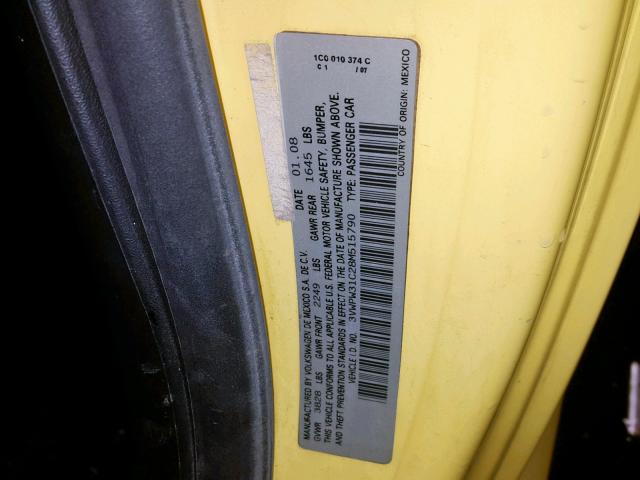 1C0 010 374 C
C 1 / 07
MANUFACTURED BY VOLKSWAGEN DE MEXICO S.A. DE C.V. DATE 01.08
GVWR 3828 LBS GAWR FRONT 2249 LBS GAWR REAR 1645 LBS
THIS VEHICLE CONFORMS TO ALL APPLICABLE U.S. FEDERAL MOTOR VEHICLE SAFETY, BUMPER,
AND THEFT PREVENTION STANDARDS IN EFFECT ON THE DATE OF MANUFACTURE SHOWN ABOVE.
VEHICLE I.D. NO. 3VWPW31C28M515790 TYPE: PASSENGER CAR
COUNTRY OF ORIGIN: MEXICO